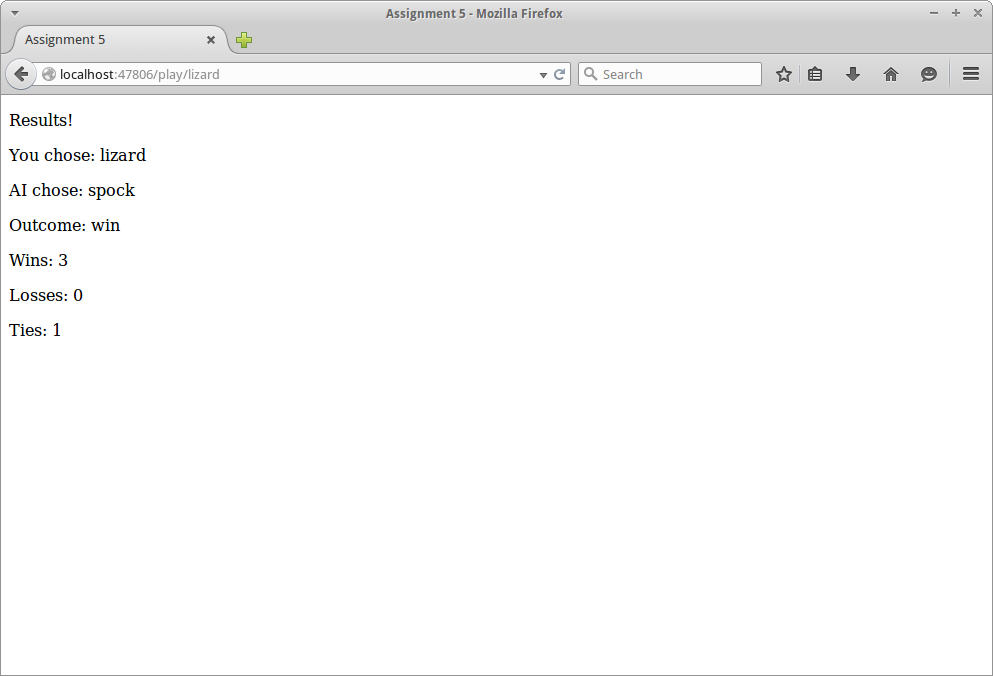 Assignment 5 - Mozilla Firefox
Assignment 5
localhost:47806/play/lizard
Search
Results!
You chose: lizard
AI chose: spock
Outcome: win
Wins: 3
Losses: 0
Ties: 1